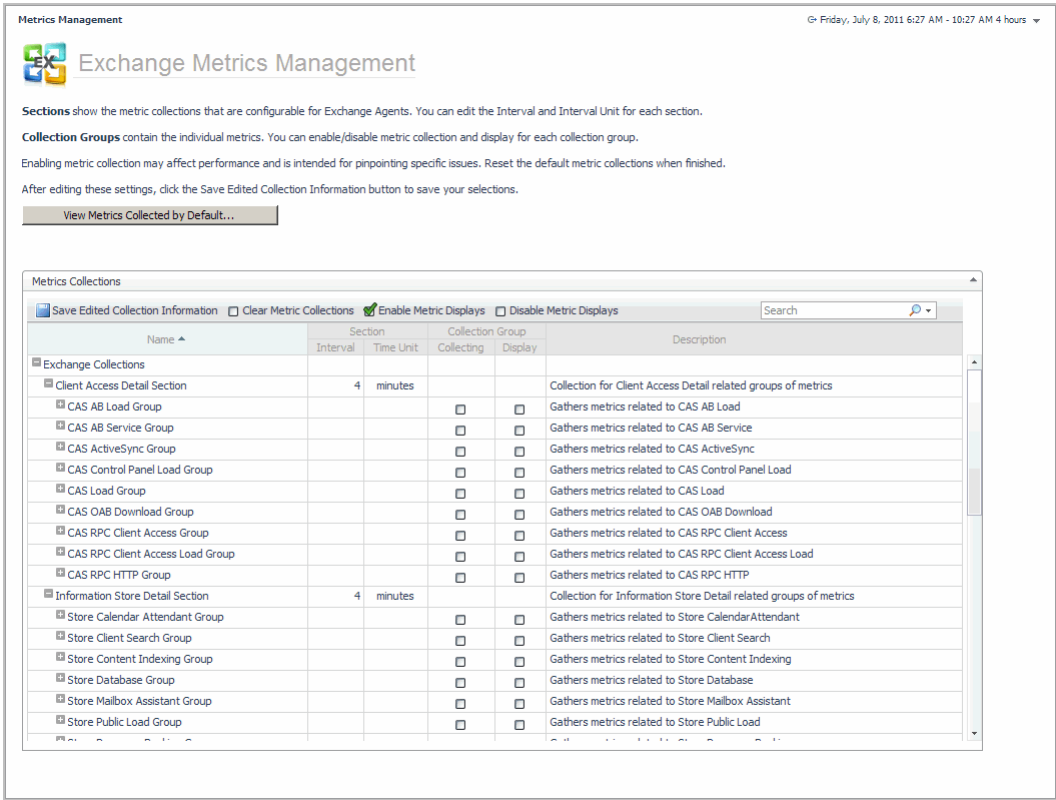 Metrics Management
Friday, July 8, 2011 6:27 AM - 10:27 AM 4 hours
EX
Exchange Metrics Management
Sections show the metric collections that are configurable for Exchange Agents. You can edit the Interval and Interval Unit for each section.
Collection Groups contain the individual metrics. You can enable/disable metric collection and display for each collection group.
Enabling metric collection may affect performance and is intended for pinpointing specific issues. Reset the default metric collections when finished.
After editing these settings, click the Save Edited Collection Information button to save your selections.
View Metrics Collected by Default...
Metrics Collections
Save Edited Collection Information Clear Metric Collections Enable Metric Displays Disable Metric Displays Search
Section Collection Group
Name Interval Time Unit Collecting Display Description
Exchange Collections
Client Access Detail Section 4 minutes Collection for Client Access Detail related groups of metrics
CAS AB Load Group Gathers metrics related to CAS AB Load
CAS AB Service Group Gathers metrics related to CAS AB Service
CAS ActiveSync Group Gathers metrics related to CAS ActiveSync
CAS Control Panel Load Group Gathers metrics related to CAS Control Panel Load
CAS Load Group Gathers metrics related to CAS Load
CAS OAB Download Group Gathers metrics related to CAS OAB Download
CAS RPC Client Access Group Gathers metrics related to CAS RPC Client Access
CAS RPC Client Access Load Group Gathers metrics related to CAS RPC Client Access Load
CAS RPC HTTP Group Gathers metrics related to CAS RPC HTTP
Information Store Detail Section 4 minutes Collection for Information Store Detail related groups of metrics
Store Calendar Attendant Group Gathers metrics related to Store CalendarAttendant
Store Client Search Group Gathers metrics related to Store Client Search
Store Content Indexing Group Gathers metrics related to Store Content Indexing
Store Database Group Gathers metrics related to Store Database
Store Mailbox Assistant Group Gathers metrics related to Store Mailbox Assistant
Store Public Load Group Gathers metrics related to Store Public Load